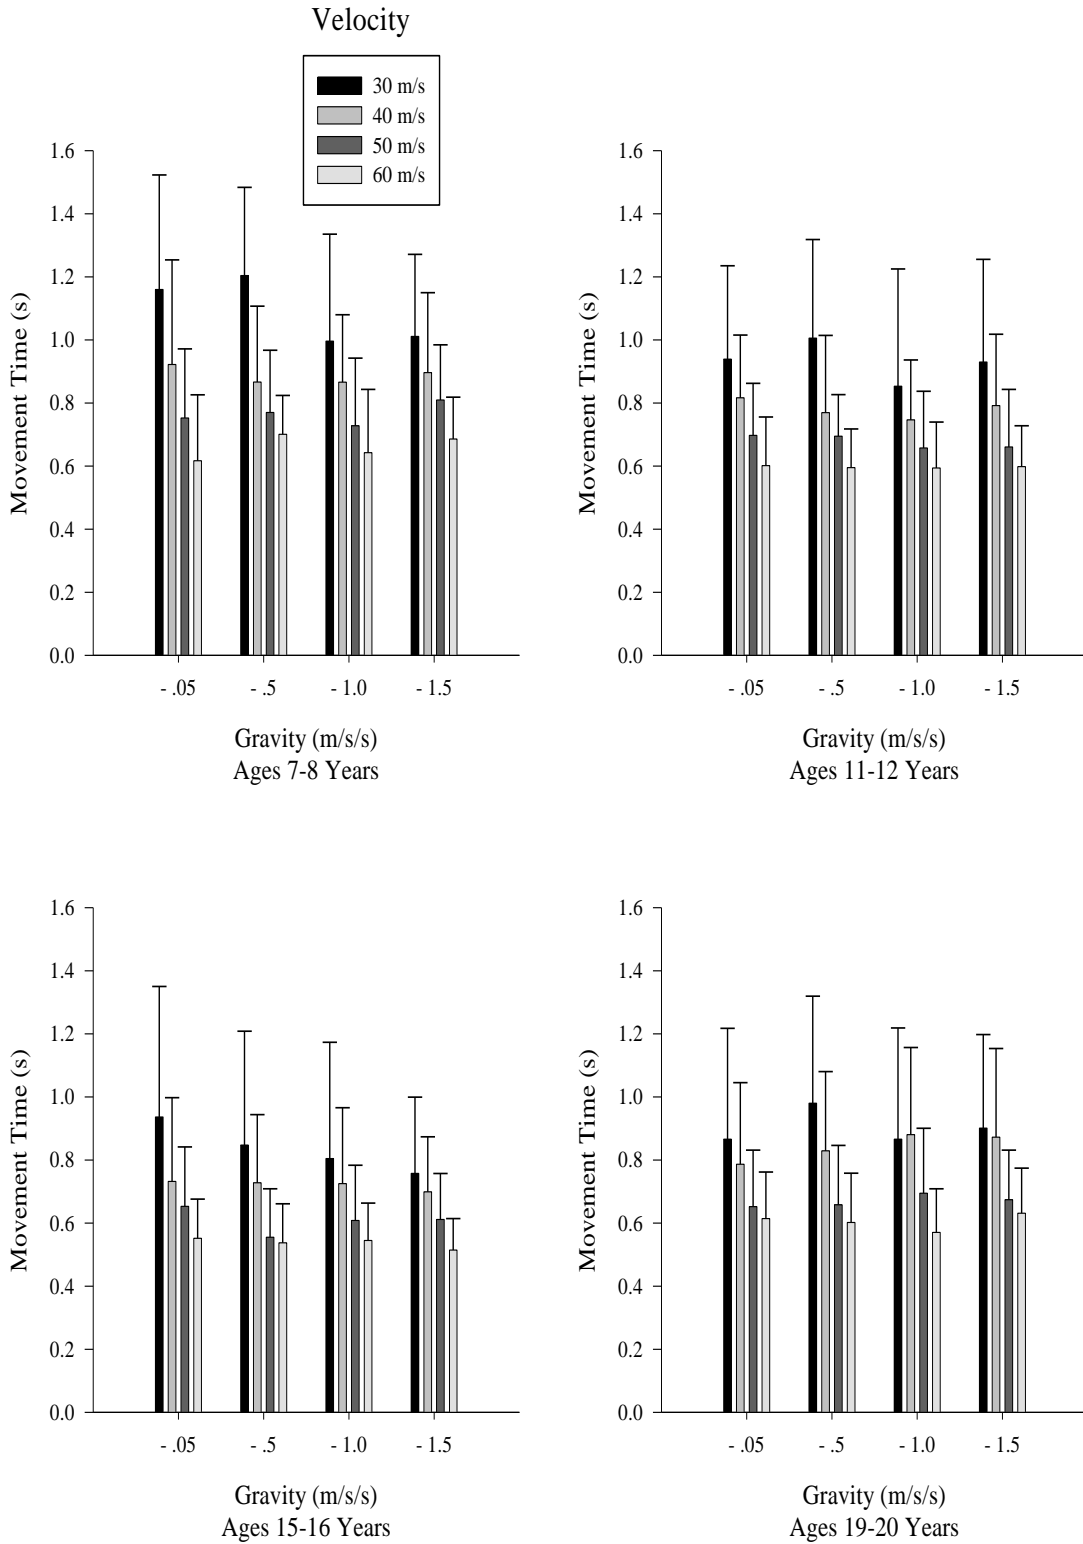 Velocity
30 m/s
40 m/s
50 m/s
60 m/s
1.6
1.4
1.2
1.0
0.8
0.6
0.4
0.2
0.0
Movement Time (s)
- .05 - .5 - 1.0 - 1.5
Gravity (m/s/s)
Ages 7-8 Years
1.6
1.4
1.2
1.0
0.8
0.6
0.4
0.2
0.0
Movement Time (s)
- .05 - .5 - 1.0 - 1.5
Gravity (m/s/s)
Ages 11-12 Years
1.6
1.4
1.2
1.0
0.8
0.6
0.4
0.2
0.0
Movement Time (s)
- .05 - .5 - 1.0 - 1.5
Gravity (m/s/s)
Ages 15-16 Years
1.6
1.4
1.2
1.0
0.8
0.6
0.4
0.2
0.0
Movement Time (s)
- .05 - .5 - 1.0 - 1.5
Gravity (m/s/s)
Ages 19-20 Years